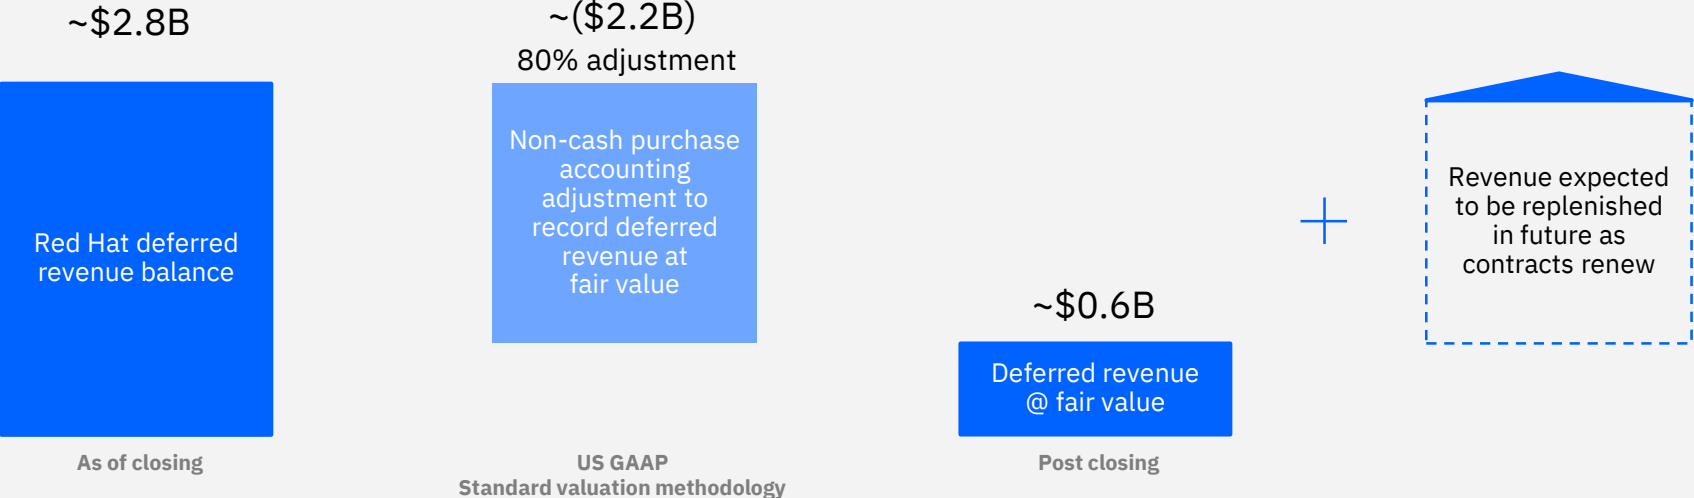 ~$2.8B
Red Hat deferred
revenue balance
As of closing
~($2.2B)
80% adjustment
Non-cash purchase
accounting
adjustment to
record deferred
revenue at
fair value
US GAAP
Standard valuation methodology
~$0.6B
Deferred revenue
@ fair value
Post closing
+
Revenue expected
to be replenished
in future as
contracts renew